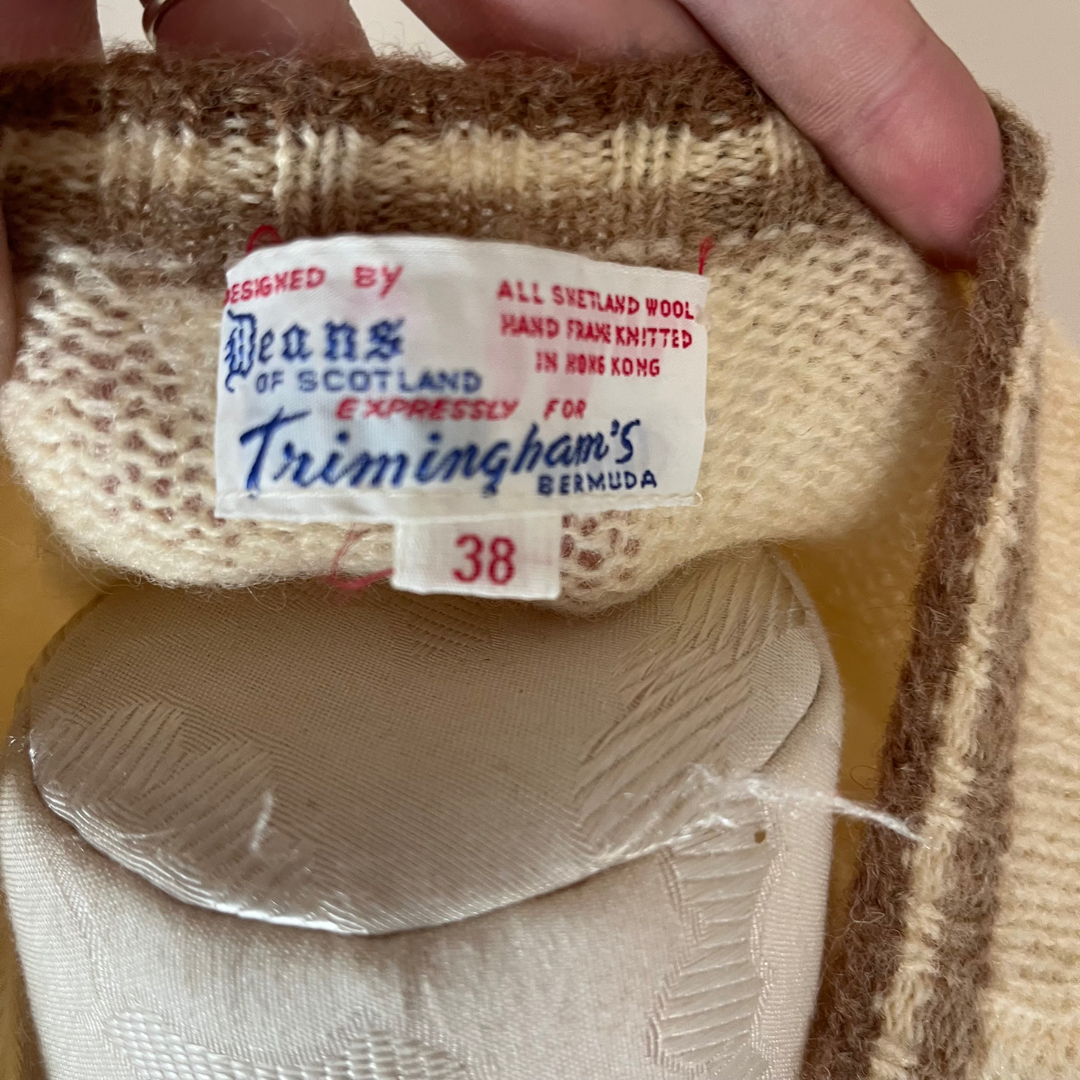 DESIGNED BY
Deans
OF SCOTLAND
ALL SHETLAND WOOL
HAND FRAME KNITTED
IN HONG KONG
EXPRESSLY FOR
Trimingham's
BERMUDA
38